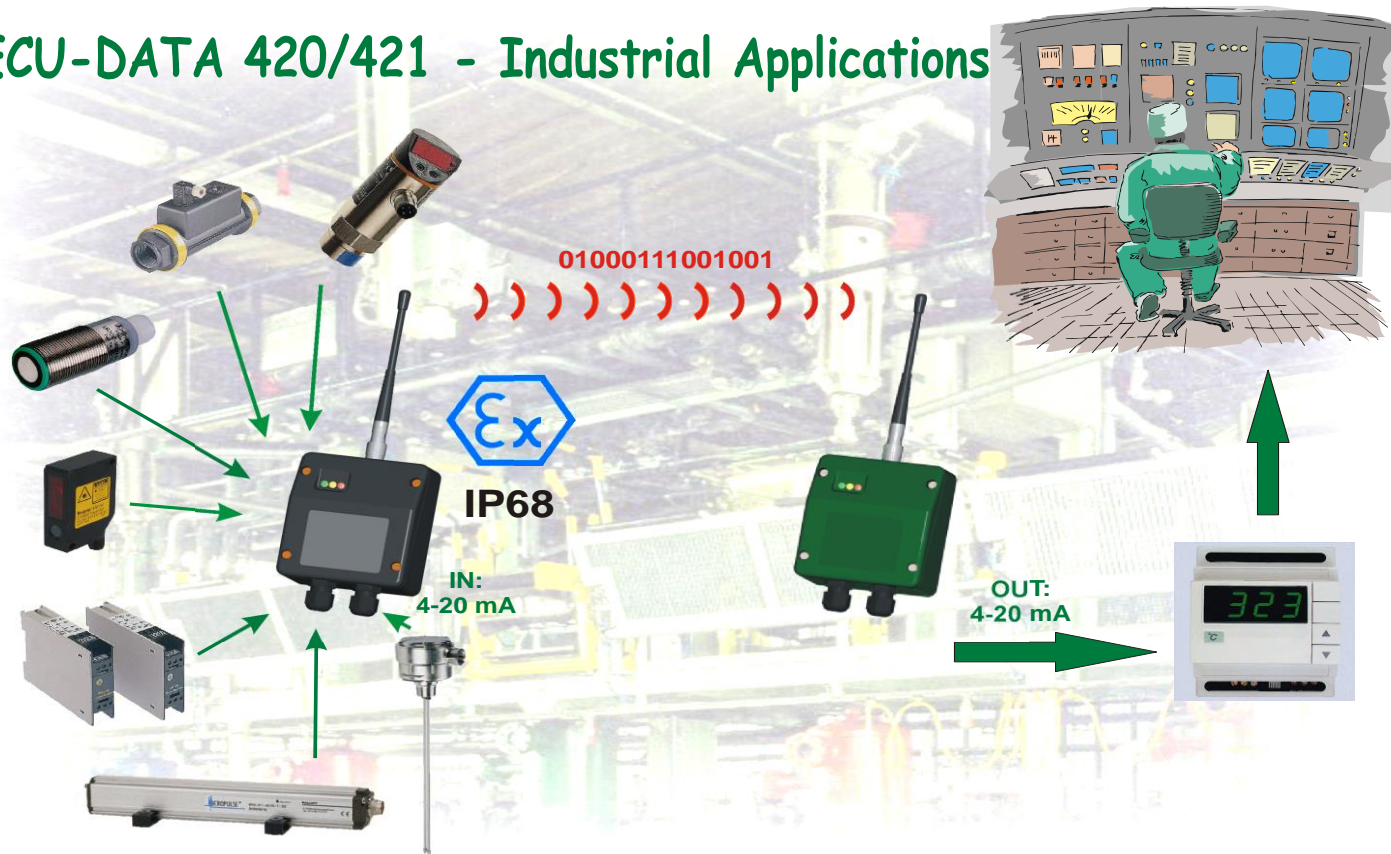 ECU-DATA 420/421 - Industrial Applications
01000111001001
Ex
IP68
IN:
4-20 mA
OUT:
4-20 mA
323
°C